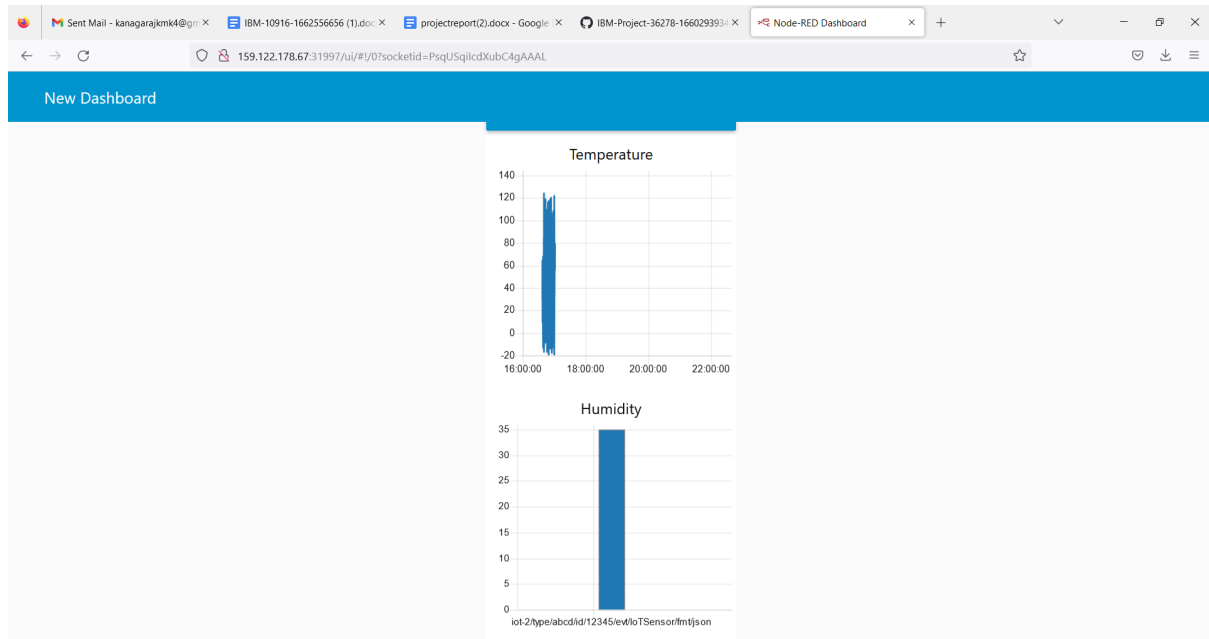 Sent Mail - kanagarajkmk4@gm
IBM-10916-1662556656 (1).doc
projectreport(2).docx - Google
IBM-Project-36278-1660293934
Node-RED Dashboard
159.122.178.67:31997/ui/#!/0?socketid=PsqUSqiIcdXubC4gAAAL
New Dashboard
Temperature
140
120
100
80
60
40
20
0
-20
16:00:00 18:00:00 20:00:00 22:00:00
Humidity
35
30
25
20
15
10
5
0
iot-2/type/abcd/id/12345/evt/IoTSensor/fmt/json